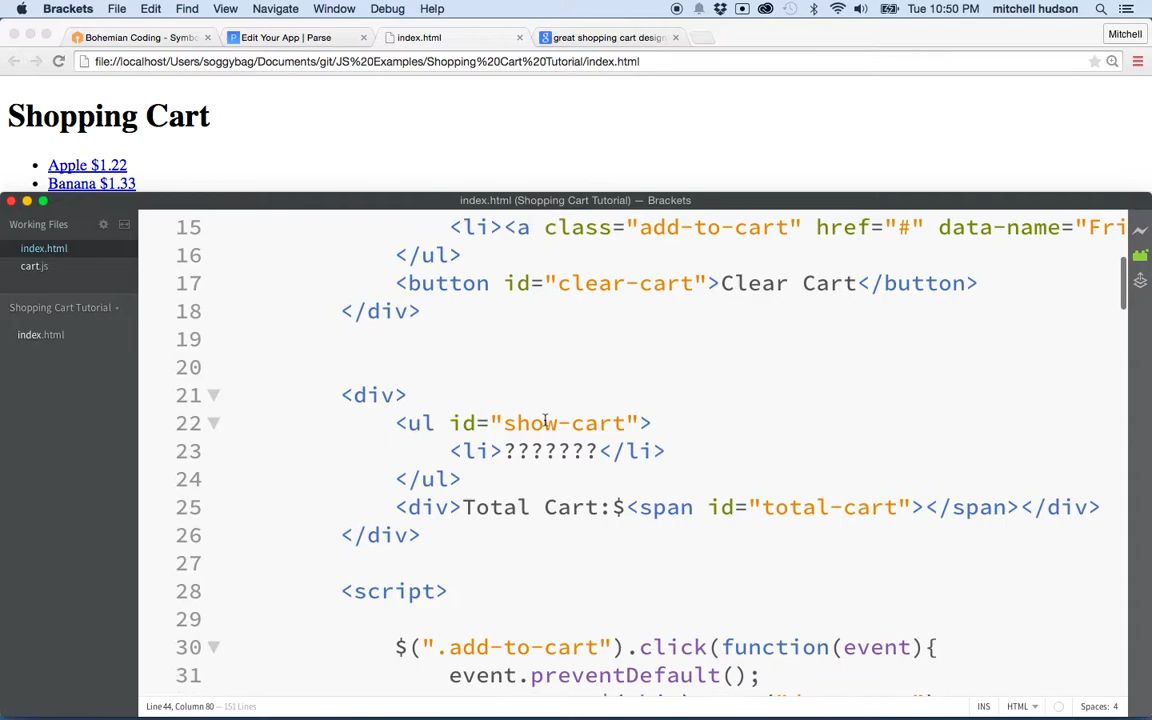 Brackets File Edit Find View Navigate Window Debug Help Tue 10:50 PM mitchell hudson
Bohemian Coding - Symbo × Edit Your App | Parse × index.html × great shopping cart design × Mitchell
file://localhost/Users/soggybag/Documents/git/JS%20Examples/Shopping%20Cart%20Tutorial/index.html
Shopping Cart
• Apple $1.22
• Banana $1.33
index.html (Shopping Cart Tutorial) — Brackets
Working Files
index.html
cart.js
Shopping Cart Tutorial
index.html
15 <li><a class="add-to-cart" href="#" data-name="Fri
16 </ul>
17 <button id="clear-cart">Clear Cart</button>
18 </div>
19
20
21 <div>
22 <ul id="show-cart">
23 <li>???????</li>
24 </ul>
25 <div>Total Cart:$<span id="total-cart"></span></div>
26 </div>
27
28 <script>
29
30 $(".add-to-cart").click(function(event){
31 event.preventDefault();
Line 44, Column 80 — 151 Lines INS HTML Spaces: 4